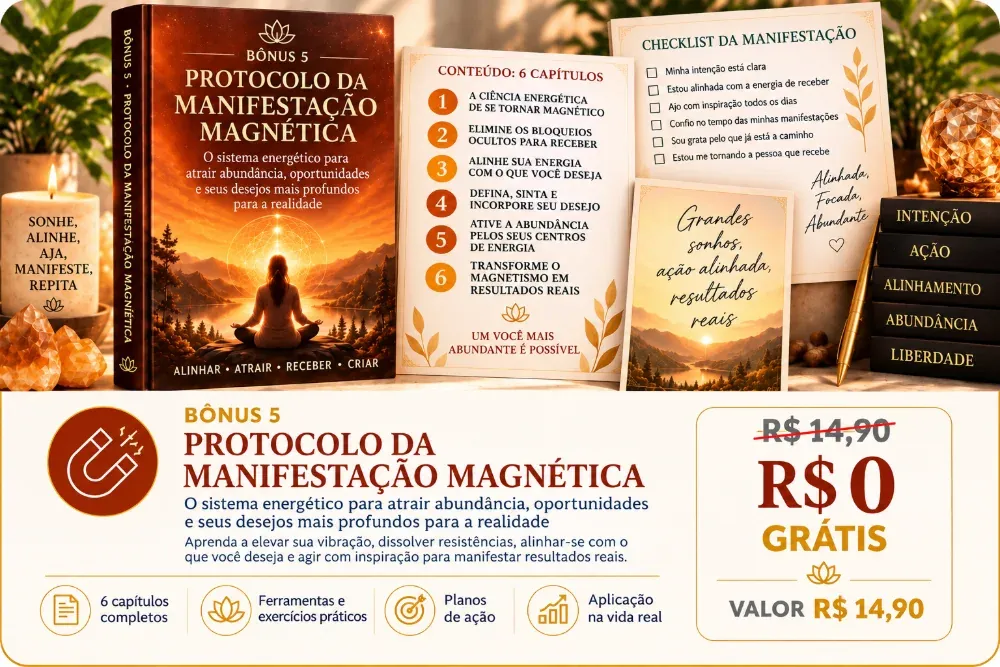 BÔNUS 5 • PROTOCOLO DA MANIFESTAÇÃO MAGNÉTICA
BÔNUS 5
PROTOCOLO DA
MANIFESTAÇÃO
MAGNÉTICA
O sistema energético para
atrair abundância, oportunidades
e seus desejos mais profundos
para a realidade
ALINHAR • ATRAIR • RECEBER • CRIAR
SONHE,
ALINHE,
AJA,
MANIFESTE,
REPITA
CONTEÚDO: 6 CAPÍTULOS
1 A CIÊNCIA ENERGÉTICA
DE SE TORNAR MAGNÉTICO
2 ELIMINE OS BLOQUEIOS
OCULTOS PARA RECEBER
3 ALINHE SUA ENERGIA
COM O QUE VOCÊ DESEJA
4 DEFINA, SINTA E
INCORPORE SEU DESEJO
5 ATIVE A ABUNDÂNCIA
PELOS SEUS CENTROS
DE ENERGIA
6 TRANSFORME O
MAGNETISMO EM
RESULTADOS REAIS
UM VOCÊ MAIS
ABUNDANTE É POSSÍVEL
CHECKLIST DA MANIFESTAÇÃO
Minha intenção está clara
Estou alinhada com a energia de receber
Ajo com inspiração todos os dias
Confio no tempo das minhas manifestações
Sou grata pelo que já está a caminho
Estou me tornando a pessoa que recebe
Alinhada,
Focada,
Abundante
Grandes
sonhos,
ação alinhada,
resultados
reais
INTENÇÃO
AÇÃO
ALINHAMENTO
ABUNDÂNCIA
LIBERDADE
BÔNUS 5
PROTOCOLO DA
MANIFESTAÇÃO MAGNÉTICA
O sistema energético para atrair abundância, oportunidades
e seus desejos mais profundos para a realidade
Aprenda a elevar sua vibração, dissolver resistências, alinhar-se com o
que você deseja e agir com inspiração para manifestar resultados reais.
6 capítulos
completos
Ferramentas e
exercícios práticos
Planos
de ação
Aplicação
na vida real
R$ 14,90
R$ 0
GRÁTIS
VALOR R$ 14,90